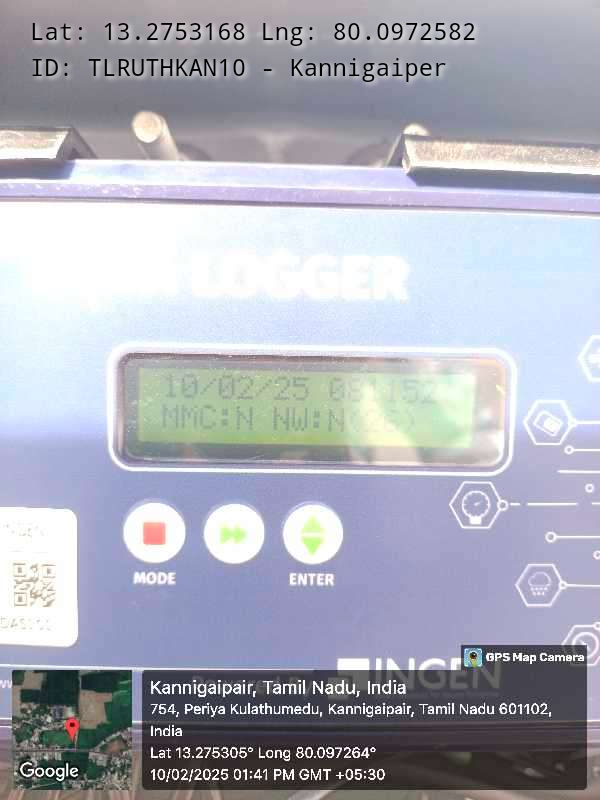 Lat: 13.2753168 Lng: 80.0972582
ID: TLRUTHKAN10 - Kannigaiper
LOGGER
10/02/25
MMC:N NW:N(26)
MODE
ENTER
INGEN
GPS Map Camera
Kannigaipair, Tamil Nadu, India
754, Periya Kulathumedu, Kannigaipair, Tamil Nadu 601102,
India
Lat 13.275305° Long 80.097264°
10/02/2025 01:41 PM GMT +05:30
Google